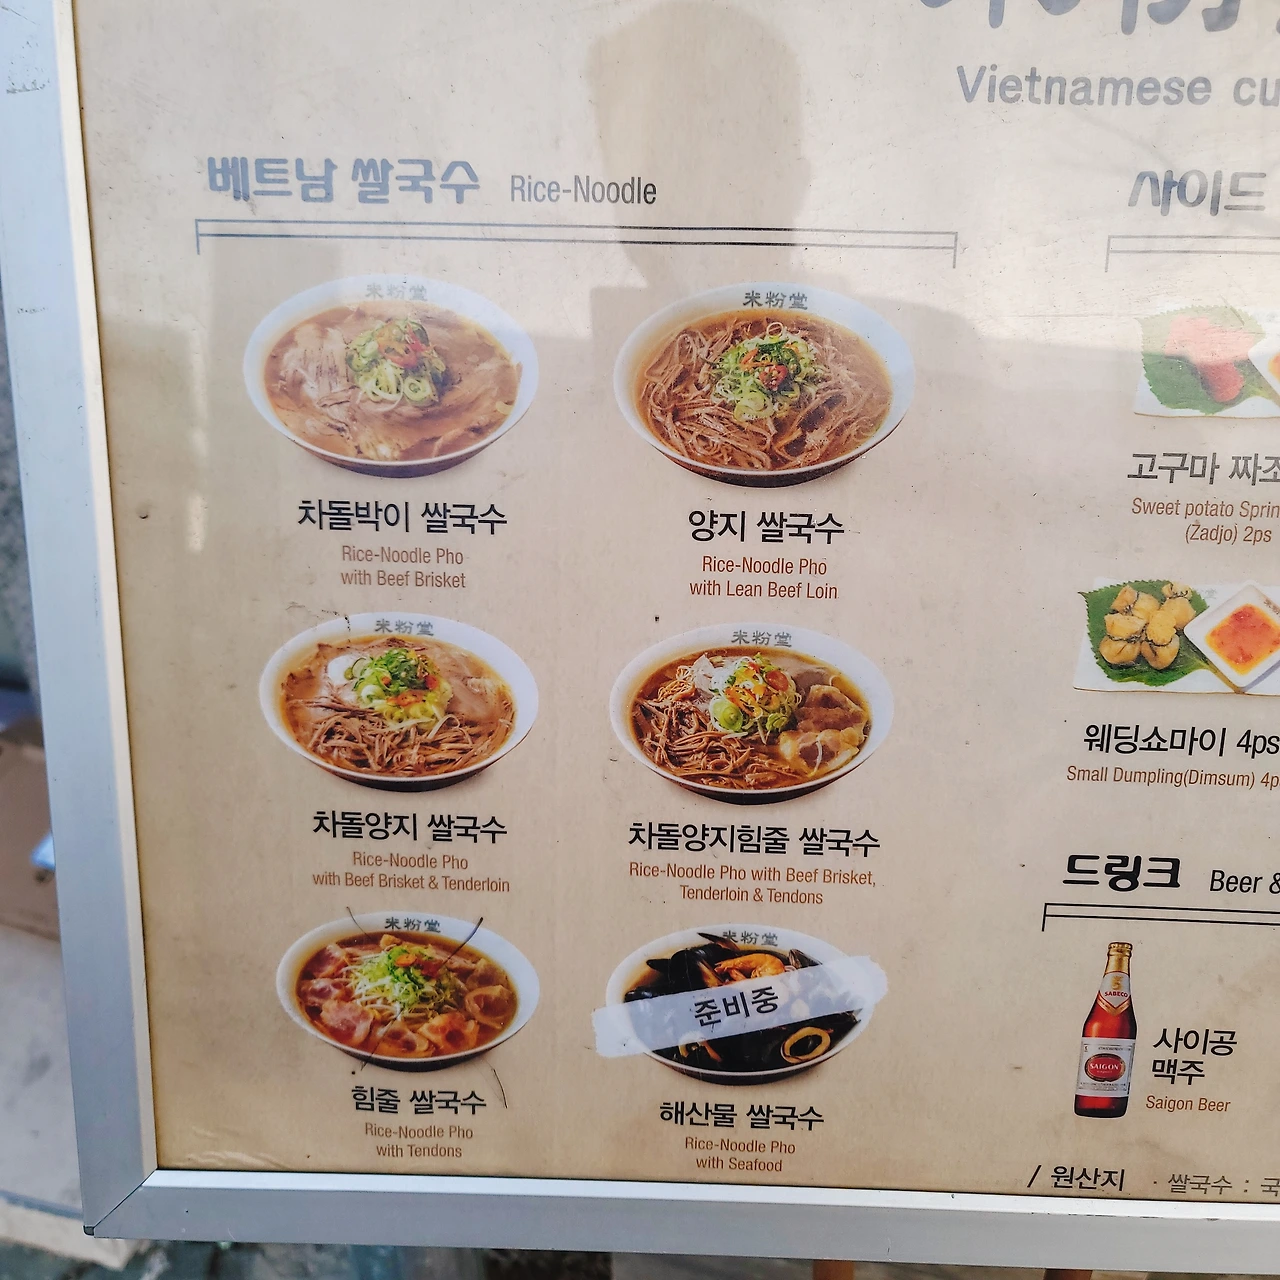 Vietnamese
베트남 쌀국수 Rice-Noodle
사이드
米粉堂
米粉堂
차돌박이 쌀국수
Rice-Noodle Pho
with Beef Brisket
양지 쌀국수
Rice-Noodle Pho
with Lean Beef Loin
고구마
Sweet potato
(Zadjo) 2ps
米粉堂
米粉堂
차돌양지 쌀국수
Rice-Noodle Pho
with Beef Brisket & Tenderloin
차돌양지힘줄 쌀국수
Rice-Noodle Pho with Beef Brisket,
Tenderloin & Tendons
웨딩쇼마이 4ps
Small Dumpling(Dimsum)
드링크 Beer &
米粉堂
米粉堂
준비중
힘줄 쌀국수
Rice-Noodle Pho
with Tendons
해산물 쌀국수
Rice-Noodle Pho
with Seafood
SABECO
SAIGON
사이공
맥주
Saigon Beer
/ 원산지 · 쌀국수 :